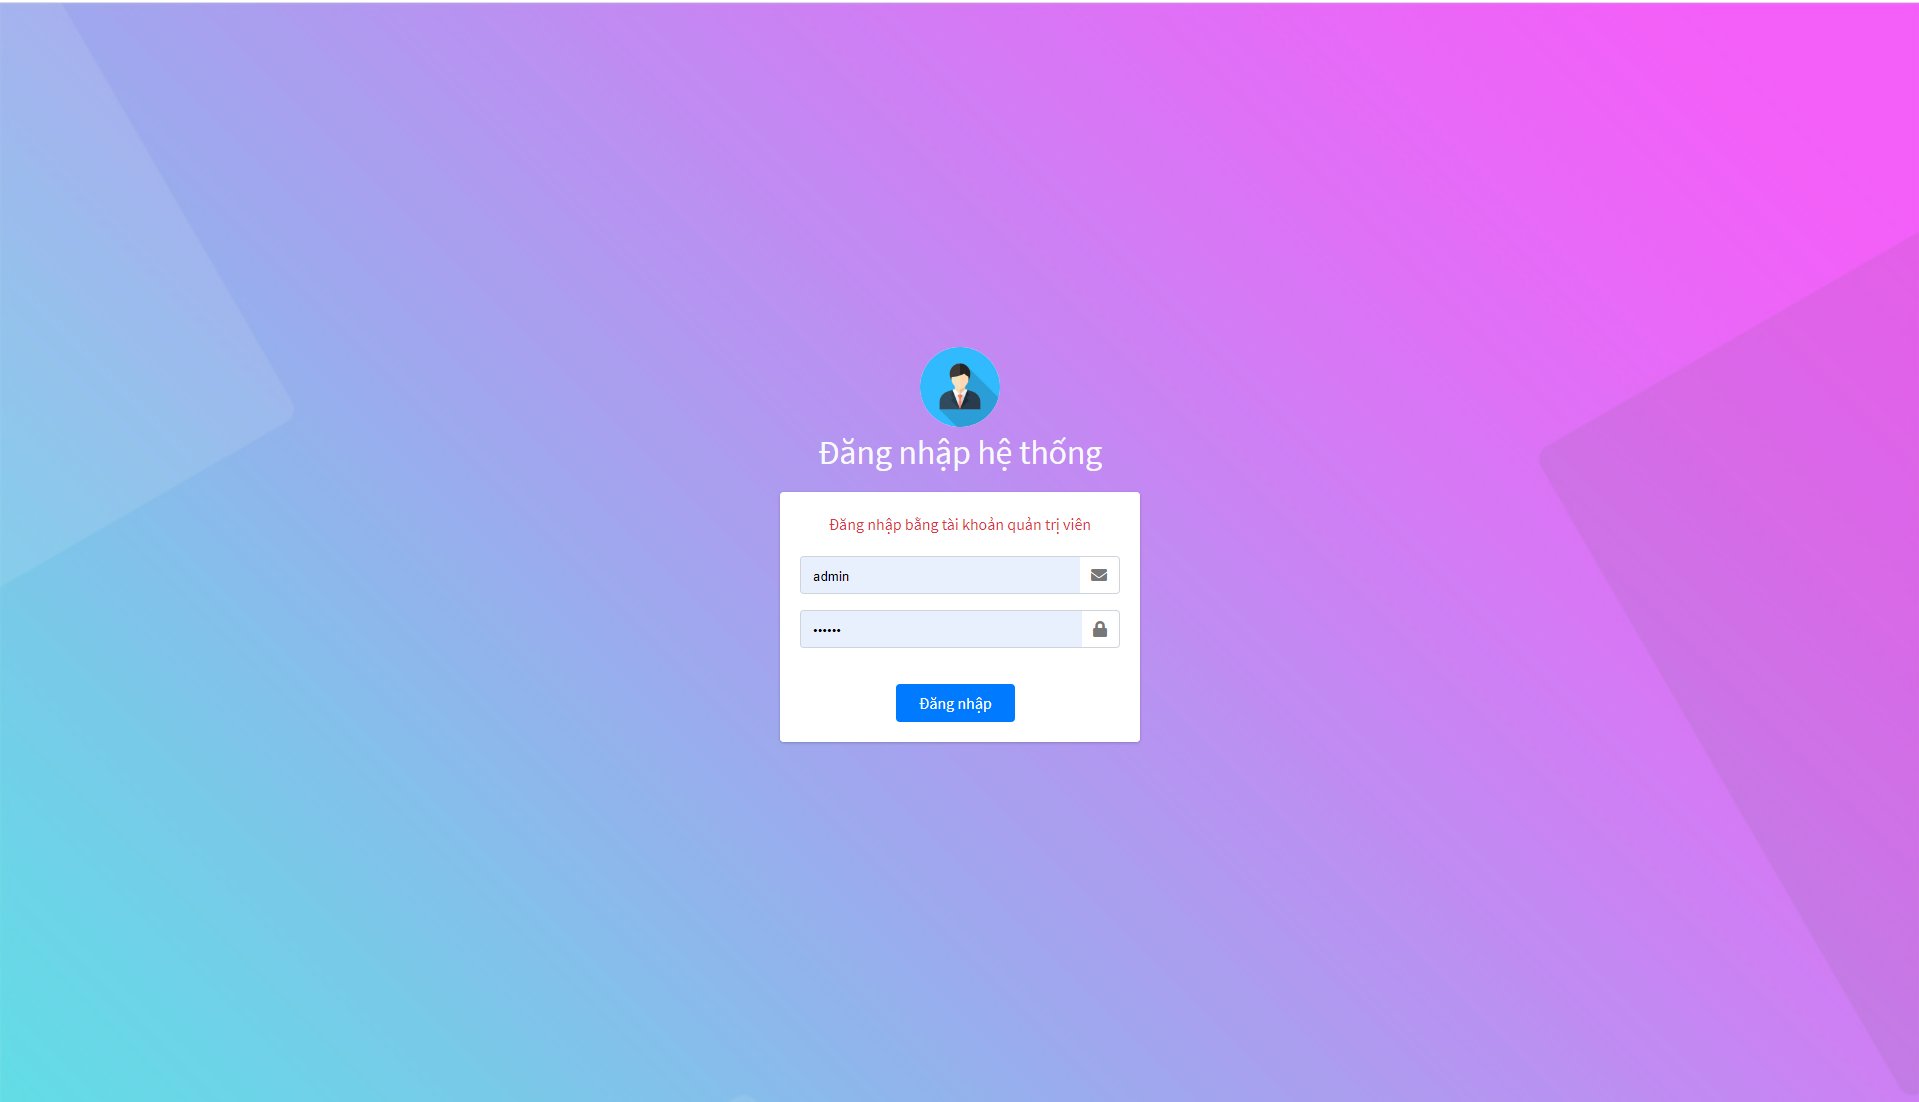 Đăng nhập hệ thống
Đăng nhập bằng tài khoản quản trị viên
admin
••••••
Đăng nhập